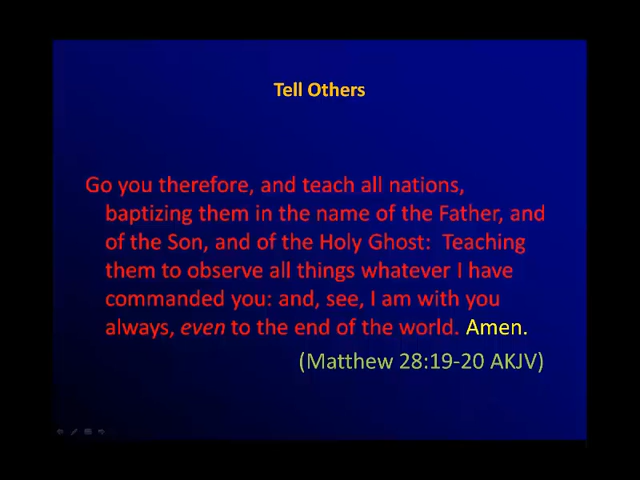 Tell Others
Go you therefore, and teach all nations,
baptizing them in the name of the Father, and
of the Son, and of the Holy Ghost:  Teaching
them to observe all things whatever I have
commanded you: and, see, I am with you
always, even to the end of the world. Amen.
(Matthew 28:19-20 AKJV)